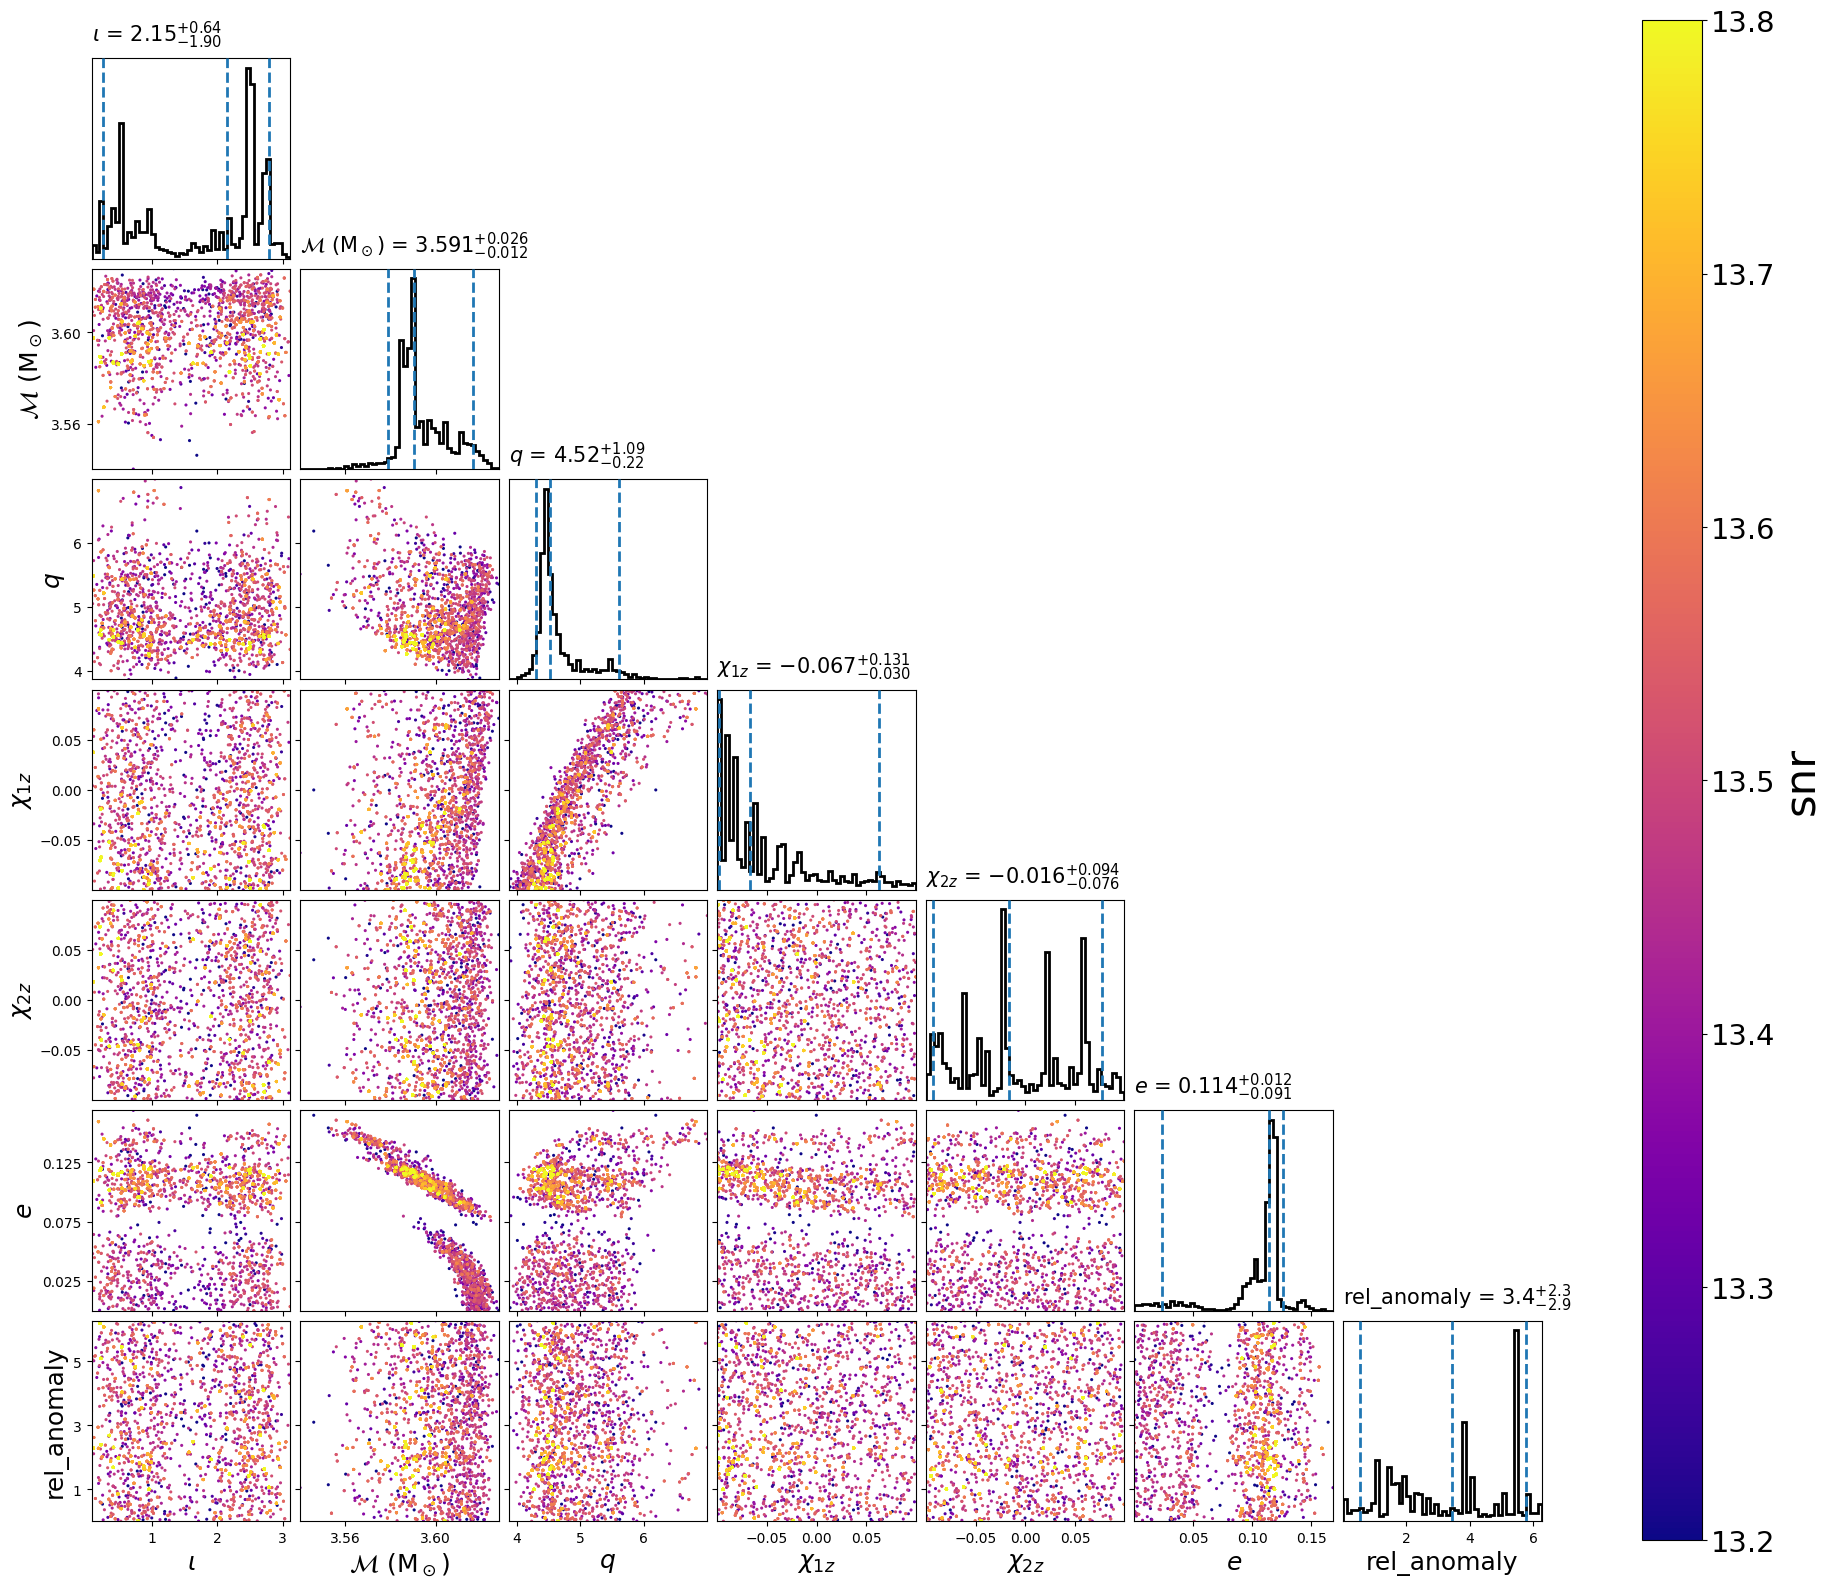 ι = 2.15+0.64−1.90
ℳ (M⊙) = 3.591+0.026−0.012
q = 4.52+1.09−0.22
χ1z = −0.067+0.131−0.030
χ2z = −0.016+0.094−0.076
e = 0.114+0.012−0.091
rel_anomaly = 3.4+2.3−2.9
ℳ (M⊙)
3.60
3.56
q
6
5
4
χ1z
0.05
0.00
−0.05
χ2z
0.05
0.00
−0.05
e
0.125
0.075
0.025
rel_anomaly
5
3
1
1 2 3
3.56 3.60
4 5 6
−0.05 0.00 0.05
−0.05 0.00 0.05
0.05 0.10 0.15
2 4 6
ι
ℳ (M⊙)
q
χ1z
χ2z
e
rel_anomaly
13.8
13.7
13.6
13.5
13.4
13.3
13.2
snr